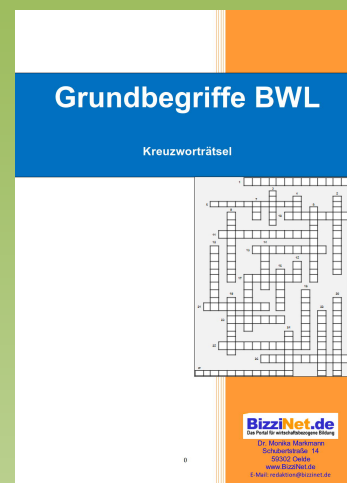 Grundbegriffe BWL
Kreuzworträtsel
BizziNet.de
Das Portal für wirtschaftsbezogene Bildung
Dr. Monika Markmann
Schubertstraße 14
59302 Oelde
www.BizziNet.de
E-Mail: redaktion@bizzinet.de
0